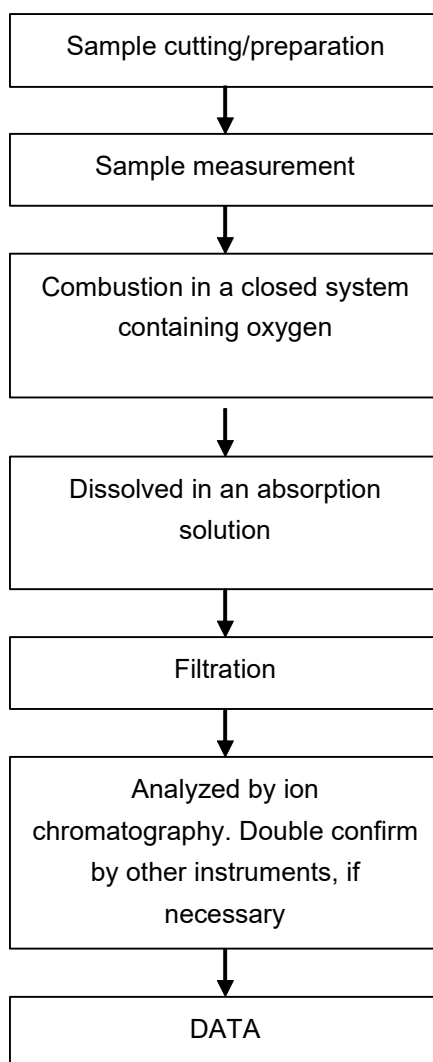 Sample cutting/preparation
Sample measurement
Combustion in a closed system
containing oxygen
Dissolved in an absorption
solution
Filtration
Analyzed by ion
chromatography. Double confirm
by other instruments, if
necessary
DATA